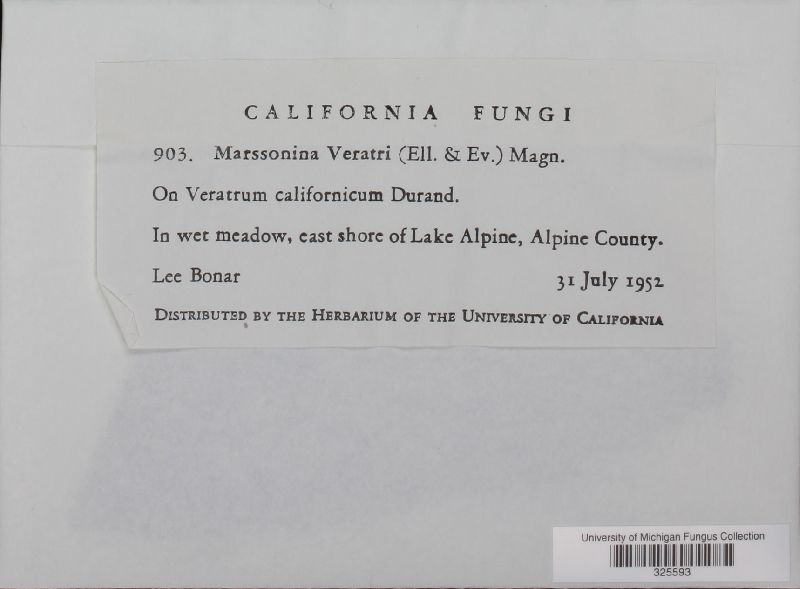 CALIFORNIA FUNGI
903. Marssonina Veratri (Ell. & Ev.) Magn.
On Veratrum californicum Durand.
In wet meadow, east shore of Lake Alpine, Alpine County.
Lee Bonar 31 July 1952
DISTRIBUTED BY THE HERBARIUM OF THE UNIVERSITY OF CALIFORNIA
University of Michigan Fungus Collection
325593